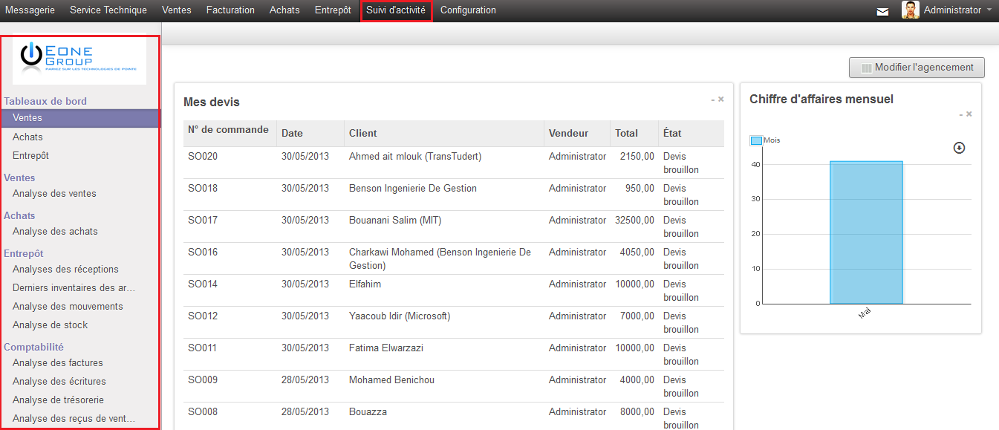 Messagerie Service Technique Ventes Facturation Achats Entrepôt Suivi d'activité Configuration Administrator
EONE
GROUP
PARIEZ SUR LES TECHNOLOGIES DE POINTE
Tableaux de bord
Ventes
Achats
Entrepôt
Ventes
Analyse des ventes
Achats
Analyse des achats
Entrepôt
Analyses des réceptions
Derniers inventaires des ar...
Analyse des mouvements
Analyse de stock
Comptabilité
Analyse des factures
Analyse des écritures
Analyse de trésorerie
Analyse des reçus de vent...
Modifier l'agencement
Mes devis
N° de commande Date Client Vendeur Total État
SO020 30/05/2013 Ahmed ait mlouk (TransTudert) Administrator 2150,00 Devis
brouillon
SO018 30/05/2013 Benson Ingenierie De Gestion Administrator 950,00 Devis
brouillon
SO017 30/05/2013 Bouanani Salim (MIT) Administrator 32500,00 Devis
brouillon
SO016 30/05/2013 Charkawi Mohamed (Benson Ingenierie De Administrator 4050,00 Devis
Gestion) brouillon
SO014 30/05/2013 Elfahim Administrator 10000,00 Devis
brouillon
SO012 30/05/2013 Yaacoub Idir (Microsoft) Administrator 7000,00 Devis
brouillon
SO011 30/05/2013 Fatima Elwarzazi Administrator 10000,00 Devis
brouillon
SO009 28/05/2013 Mohamed Benichou Administrator 4000,00 Devis
brouillon
SO008 28/05/2013 Bouazza Administrator 8000,00 Devis
brouillon
Chiffre d'affaires mensuel
Mois
40
30
20
10
0
Mai